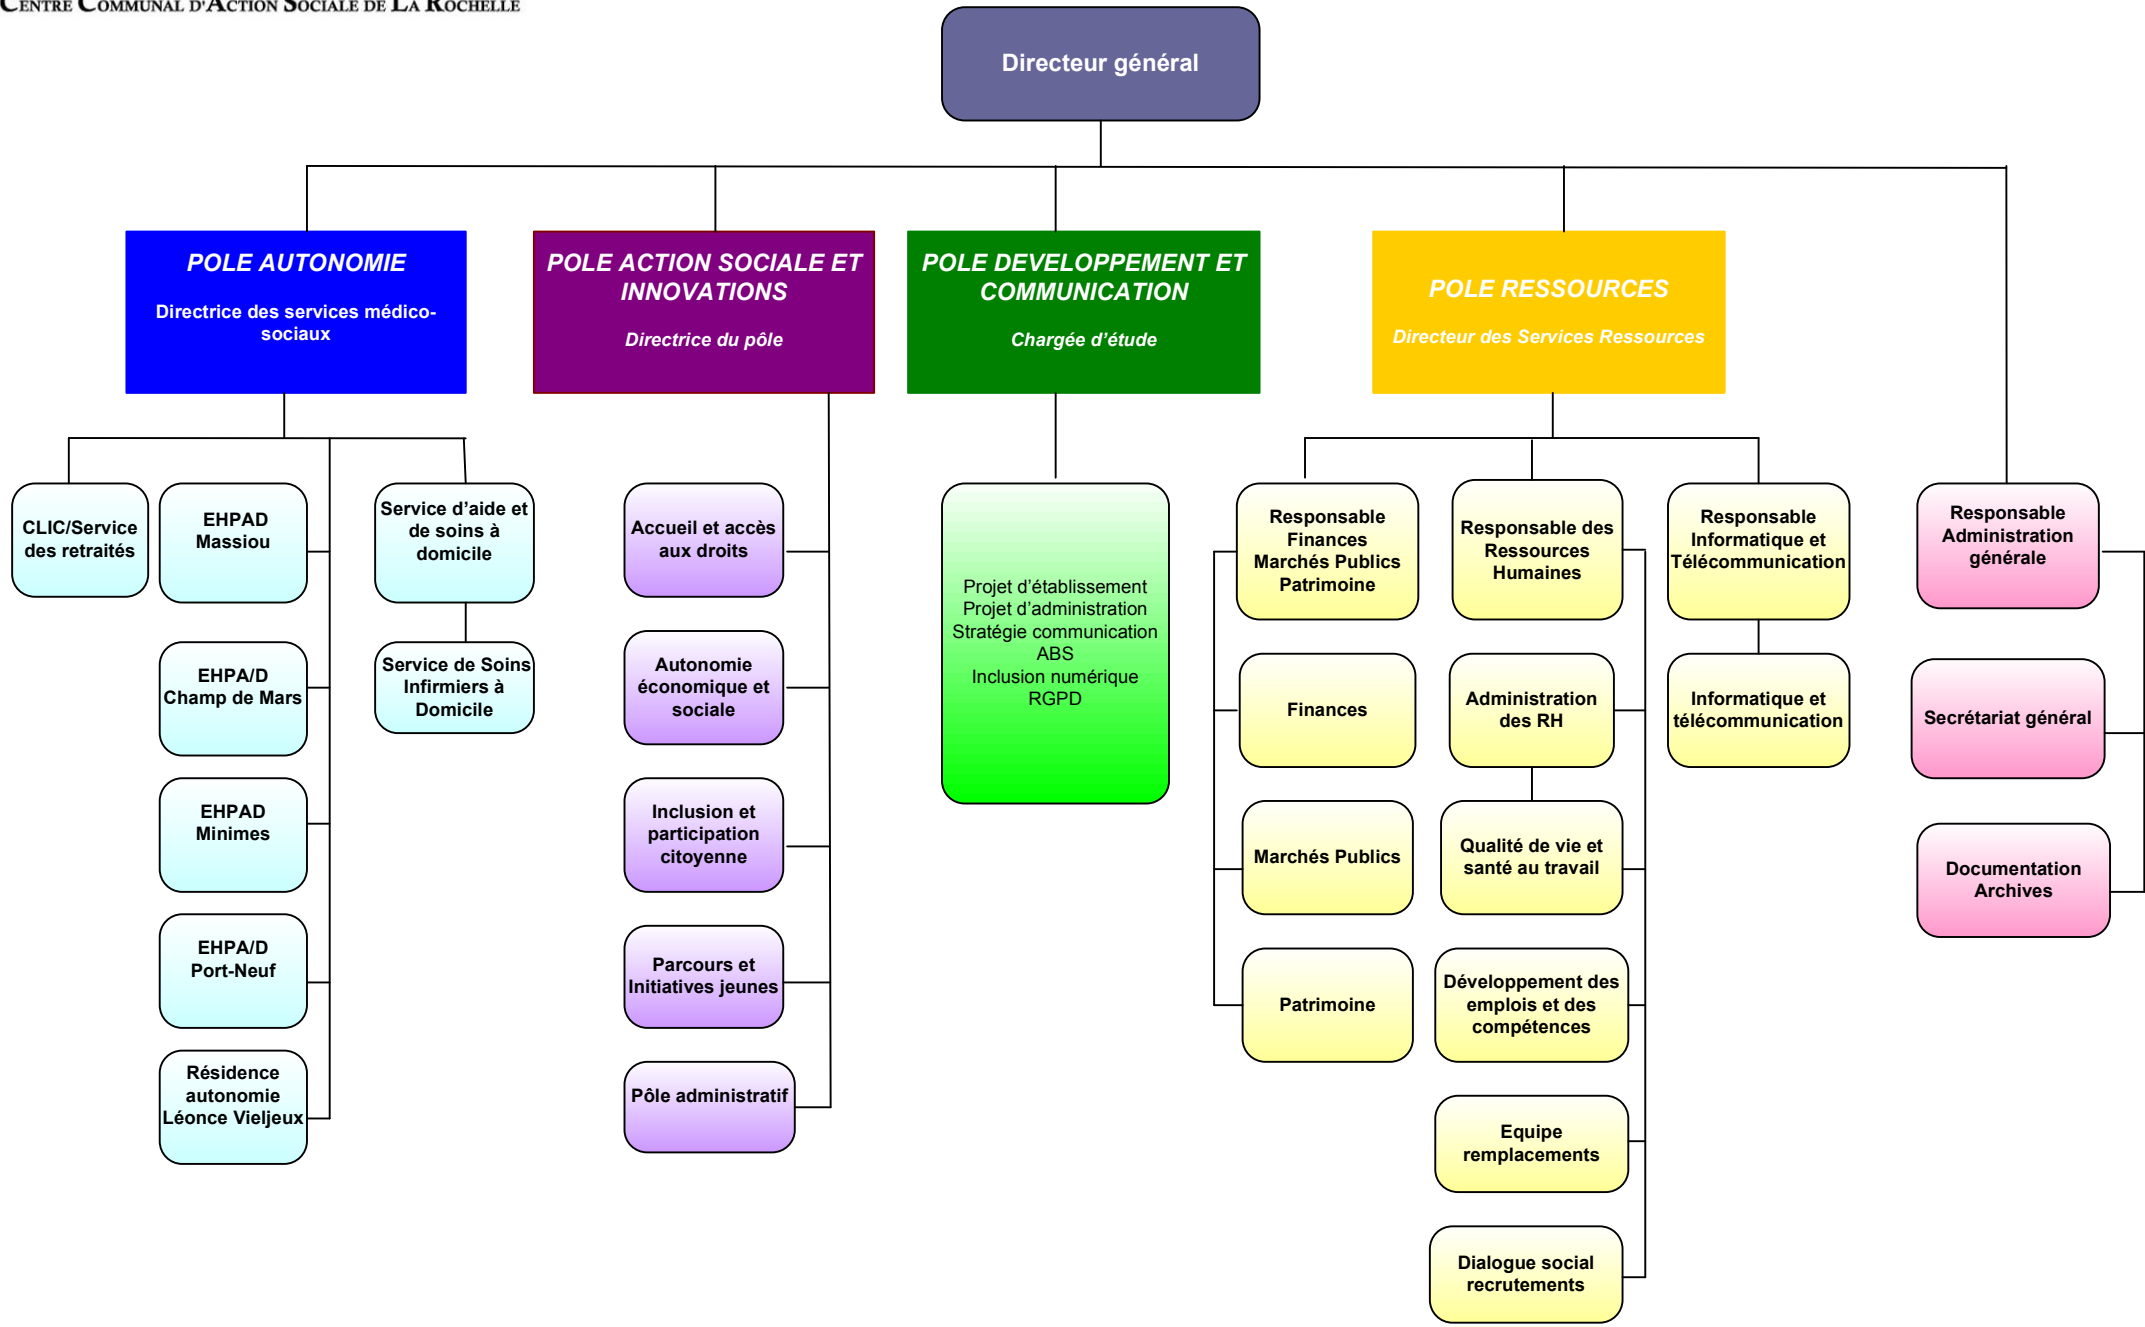 CENTRE COMMUNAL D'ACTION SOCIALE DE LA ROCHELLE
Directeur général
POLE AUTONOMIE
Directrice des services médico-
sociaux
POLE ACTION SOCIALE ET
INNOVATIONS
Directrice du pôle
POLE DEVELOPPEMENT ET
COMMUNICATION
Chargée d'étude
POLE RESSOURCES
Directeur des Services Ressources
CLIC/Service
des retraités
EHPAD
Massiou
EHPA/D
Champ de Mars
EHPAD
Minimes
EHPA/D
Port-Neuf
Résidence
autonomie
Léonce Vieljeux
Service d'aide et
de soins à
domicile
Service de Soins
Infirmiers à
Domicile
Accueil et accès
aux droits
Autonomie
économique et
sociale
Inclusion et
participation
citoyenne
Parcours et
Initiatives jeunes
Pôle administratif
Projet d'établissement
Projet d'administration
Stratégie communication
ABS
Inclusion numérique
RGPD
Responsable
Finances
Marchés Publics
Patrimoine
Finances
Marchés Publics
Patrimoine
Responsable des
Ressources
Humaines
Administration
des RH
Qualité de vie et
santé au travail
Développement des
emplois et des
compétences
Equipe
remplacements
Dialogue social
recrutements
Responsable
Informatique et
Télécommunication
Informatique et
télécommunication
Responsable
Administration
générale
Secrétariat général
Documentation
Archives